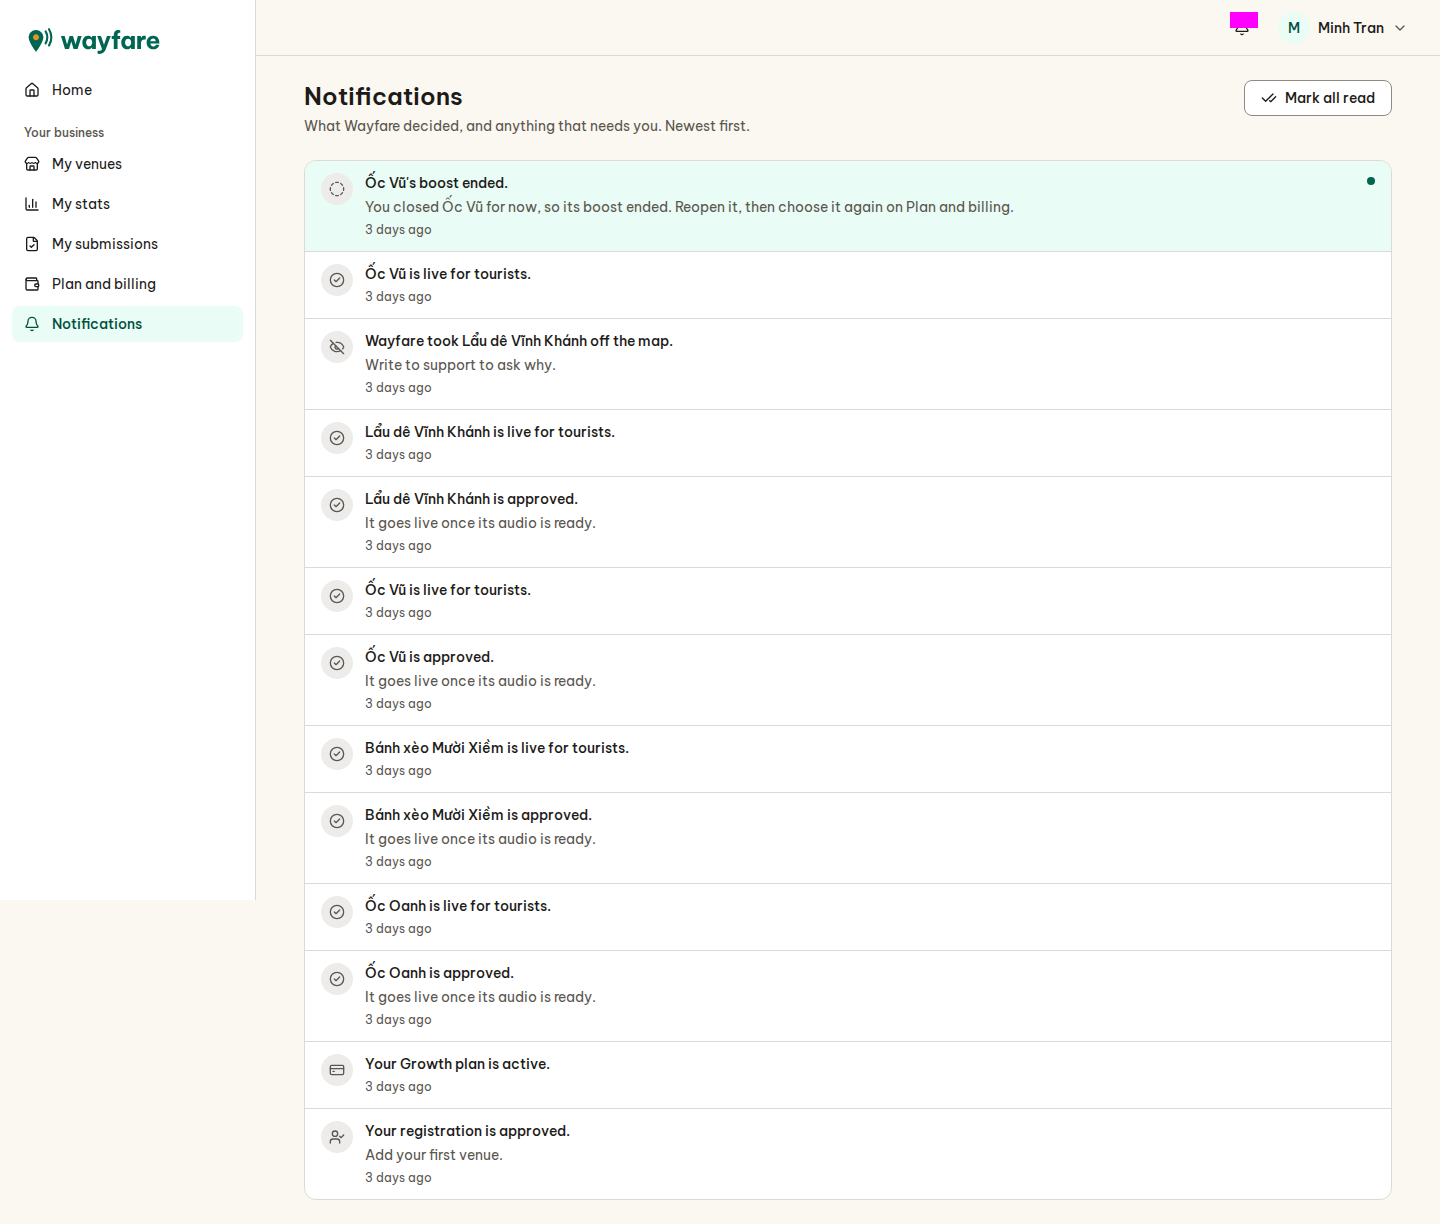 wayfare
M
Minh Tran
Home
Your business
My venues
My stats
My submissions
Plan and billing
Notifications
Notifications
Mark all read
What Wayfare decided, and anything that needs you. Newest first.
Ốc Vũ's boost ended.
You closed Ốc Vũ for now, so its boost ended. Reopen it, then choose it again on Plan and billing.
3 days ago
Ốc Vũ is live for tourists.
3 days ago
Wayfare took Lẩu dê Vĩnh Khánh off the map.
Write to support to ask why.
3 days ago
Lẩu dê Vĩnh Khánh is live for tourists.
3 days ago
Lẩu dê Vĩnh Khánh is approved.
It goes live once its audio is ready.
3 days ago
Ốc Vũ is live for tourists.
3 days ago
Ốc Vũ is approved.
It goes live once its audio is ready.
3 days ago
Bánh xèo Mười Xiềm is live for tourists.
3 days ago
Bánh xèo Mười Xiềm is approved.
It goes live once its audio is ready.
3 days ago
Ốc Oanh is live for tourists.
3 days ago
Ốc Oanh is approved.
It goes live once its audio is ready.
3 days ago
Your Growth plan is active.
3 days ago
Your registration is approved.
Add your first venue.
3 days ago